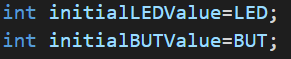 int initialLEDValue=LED;
int initialBUTValue=BUT;